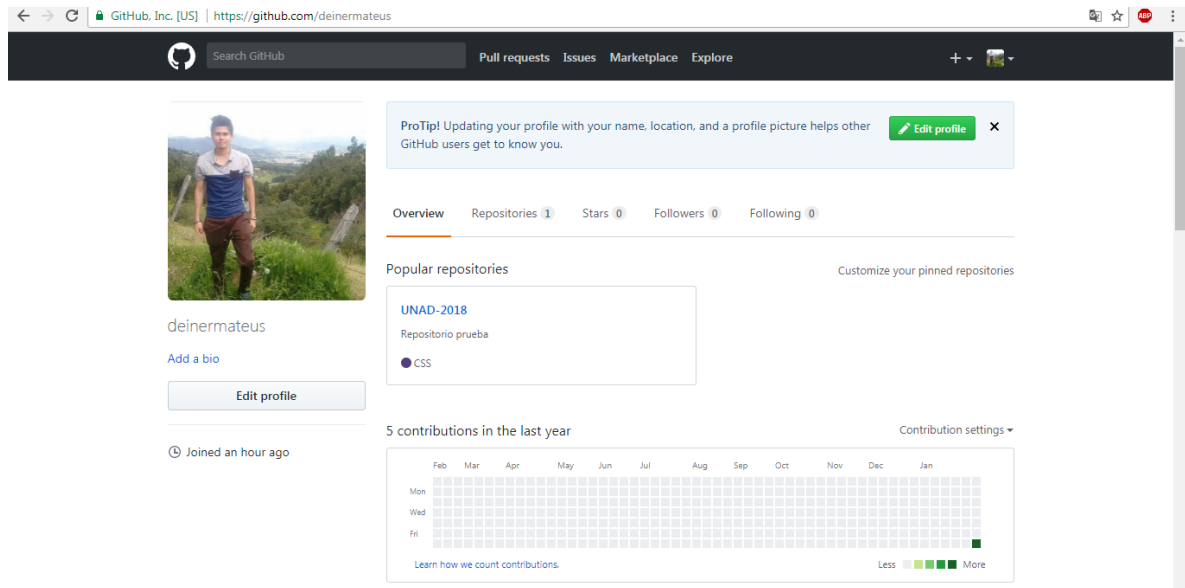 GitHub, Inc. [US] | https://github.com/deinermateus
ABP
Search GitHub
Pull requests Issues Marketplace Explore
ProTip! Updating your profile with your name, location, and a profile picture helps other
GitHub users get to know you.
Edit profile
Overview Repositories 1 Stars 0 Followers 0 Following 0
Popular repositories
Customize your pinned repositories
UNAD-2018
Repositorio prueba
CSS
deinermateus
Add a bio
Edit profile
Joined an hour ago
5 contributions in the last year
Contribution settings
Feb Mar Apr May Jun Jul Aug Sep Oct Nov Dec Jan
Mon
Wed
Fri
Learn how we count contributions.
Less More